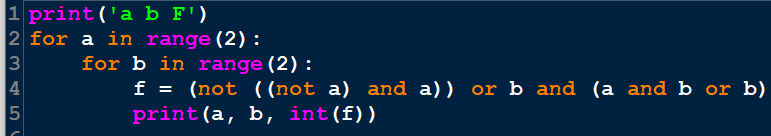 1 print('a b F')
2 for a in range(2):
3     for b in range(2):
4         f = (not ((not a) and a)) or b and (a and b or b)
5         print(a, b, int(f))